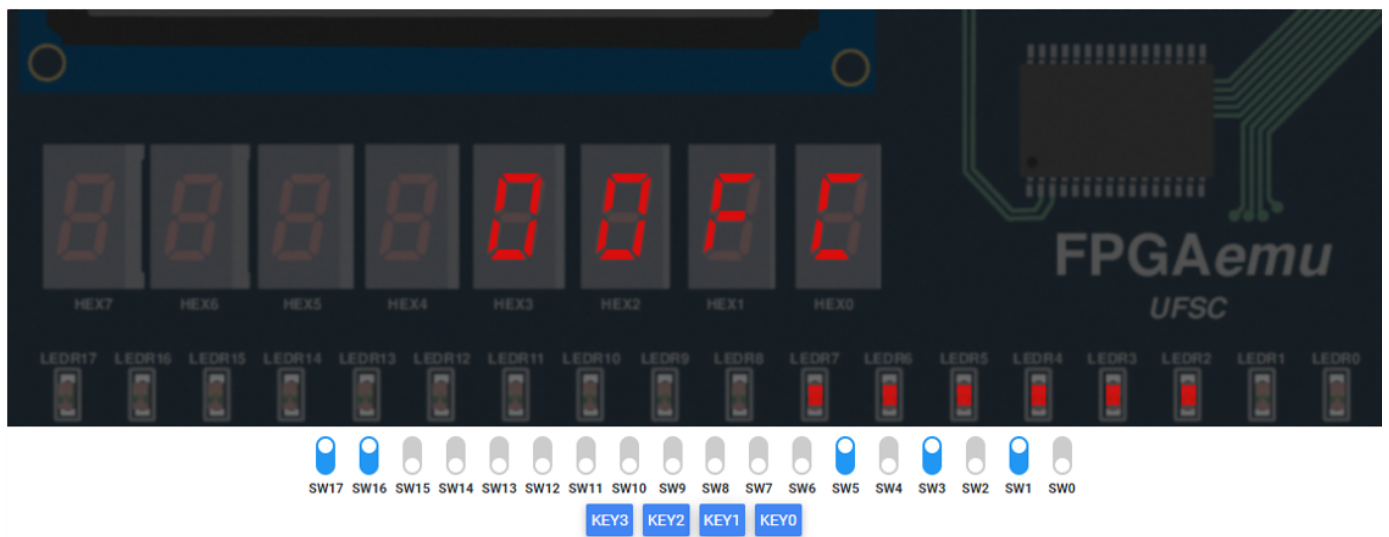 00FC
HEX7 HEX6 HEX5 HEX4 HEX3 HEX2 HEX1 HEX0
FPGAemu
UFSC
LEDR17 LEDR16 LEDR15 LEDR14 LEDR13 LEDR12 LEDR11 LEDR10 LEDR9 LEDR8 LEDR7 LEDR6 LEDR5 LEDR4 LEDR3 LEDR2 LEDR1 LEDR0
SW17 SW16 SW15 SW14 SW13 SW12 SW11 SW10 SW9 SW8 SW7 SW6 SW5 SW4 SW3 SW2 SW1 SW0
KEY3 KEY2 KEY1 KEY0